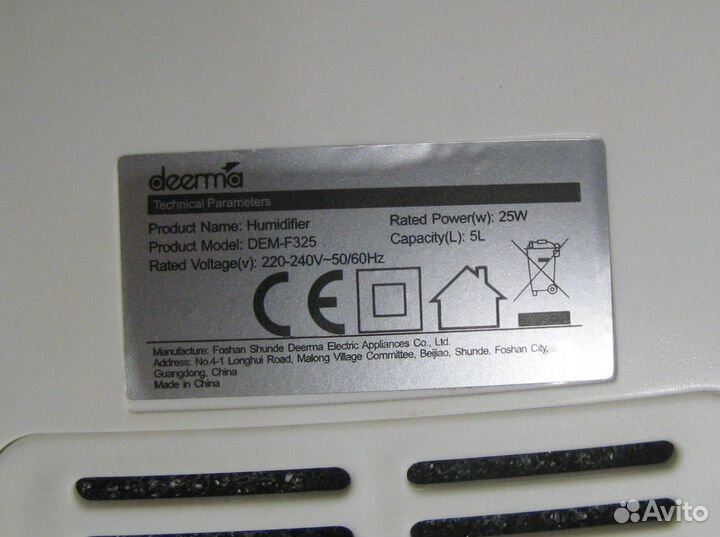 deerma
Technical Parameters
Product Name: Humidifier
Product Model: DEM-F325
Rated Voltage(v): 220-240V~50/60Hz
Rated Power(w): 25W
Capacity(L): 5L
CE
Manufacture: Foshan Shunde Deerma Electric Appliances Co., Ltd.
Address: No.4-1 Longhui Road, Malong Village Committee, Beijiao, Shunde, Foshan City,
Guangdong, China
Made in China
Avito